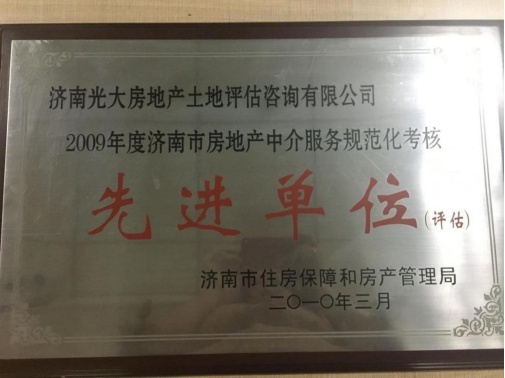 济南光大房地产土地评估咨询有限公司
2009年度济南市房地产中介服务规范化考核
先进单位(评估)
济南市住房保障和房产管理局
二〇一〇年三月